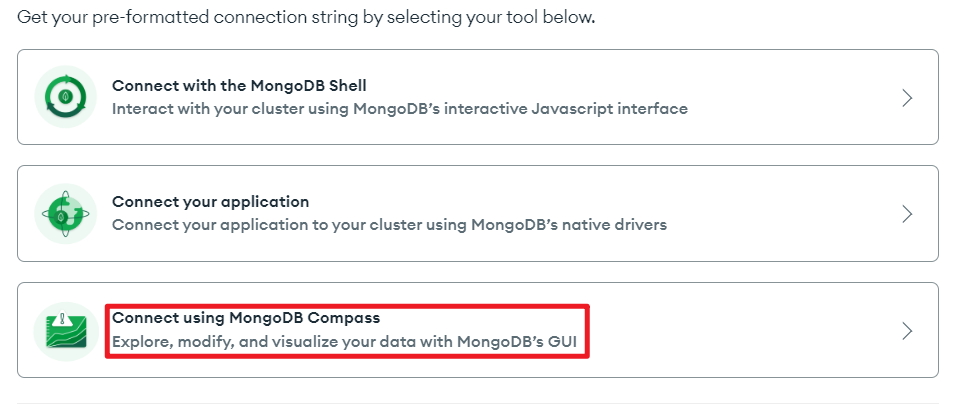 Get your pre-formatted connection string by selecting your tool below.
Connect with the MongoDB Shell
Interact with your cluster using MongoDB’s interactive Javascript interface
Connect your application
Connect your application to your cluster using MongoDB’s native drivers
Connect using MongoDB Compass
Explore, modify, and visualize your data with MongoDB’s GUI